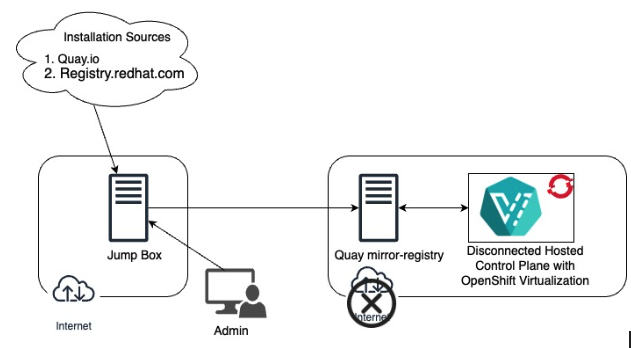 Installation Sources
1. Quay.io
2. Registry.redhat.com
Jump Box
Quay mirror-registry
Disconnected Hosted
Control Plane with
OpenShift Virtualization
Internet
Internet
Admin